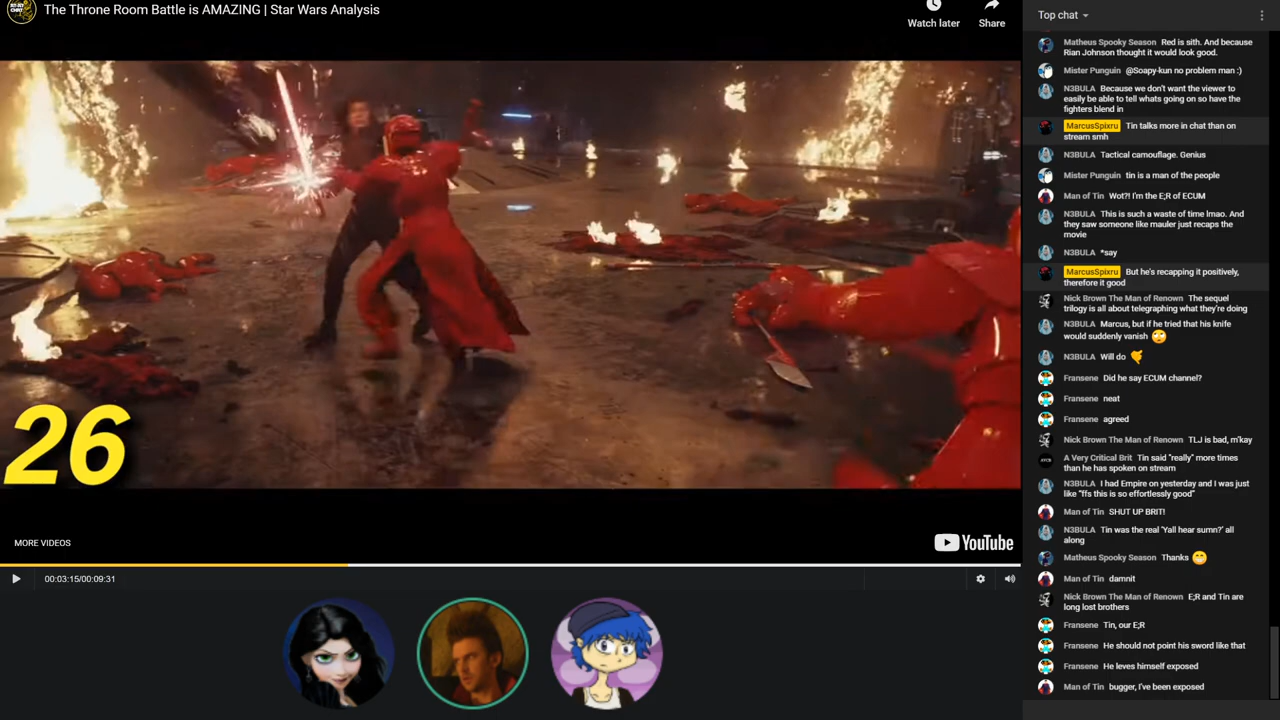 The Throne Room Battle is AMAZING | Star Wars Analysis
Watch later
Share
26
MORE VIDEOS
YouTube
00:03:15/00:09:31
Top chat
Matheus Spooky Season Red is sith. And because
Rian Johnson thought it would look good.
Mister Punguin @Soapy-kun no problem man :)
N3BULA Because we don't want the viewer to
easily be able to tell whats going on so have the
fighters blend in
MarcusSpixru Tin talks more in chat than on
stream smh
N3BULA Tactical camouflage. Genius
Mister Punguin tin is a man of the people
Man of Tin Wot?! I'm the E;R of ECUM
N3BULA This is such a waste of time lmao. And
they saw someone like mauler just recaps the
movie
N3BULA *say
MarcusSpixru But he's recapping it positively,
therefore it good
Nick Brown The Man of Renown The sequel
trilogy is all about telegraphing what they're doing
N3BULA Marcus, but if he tried that his knife
would suddenly vanish 🙄
N3BULA Will do 🤙
Fransene Did he say ECUM channel?
Fransene neat
Fransene agreed
Nick Brown The Man of Renown TLJ is bad, m'kay
A Very Critical Brit Tin said "really" more times
than he has spoken on stream
N3BULA I had Empire on yesterday and I was just
like "ffs this is so effortlessly good"
Man of Tin SHUT UP BRIT!
N3BULA Tin was the real 'Yall hear sumn?' all
along
Matheus Spooky Season Thanks 😁
Man of Tin damnit
Nick Brown The Man of Renown E;R and Tin are
long lost brothers
Fransene Tin, our E;R
Fransene He should not point his sword like that
Fransene He leves himself exposed
Man of Tin bugger, I've been exposed